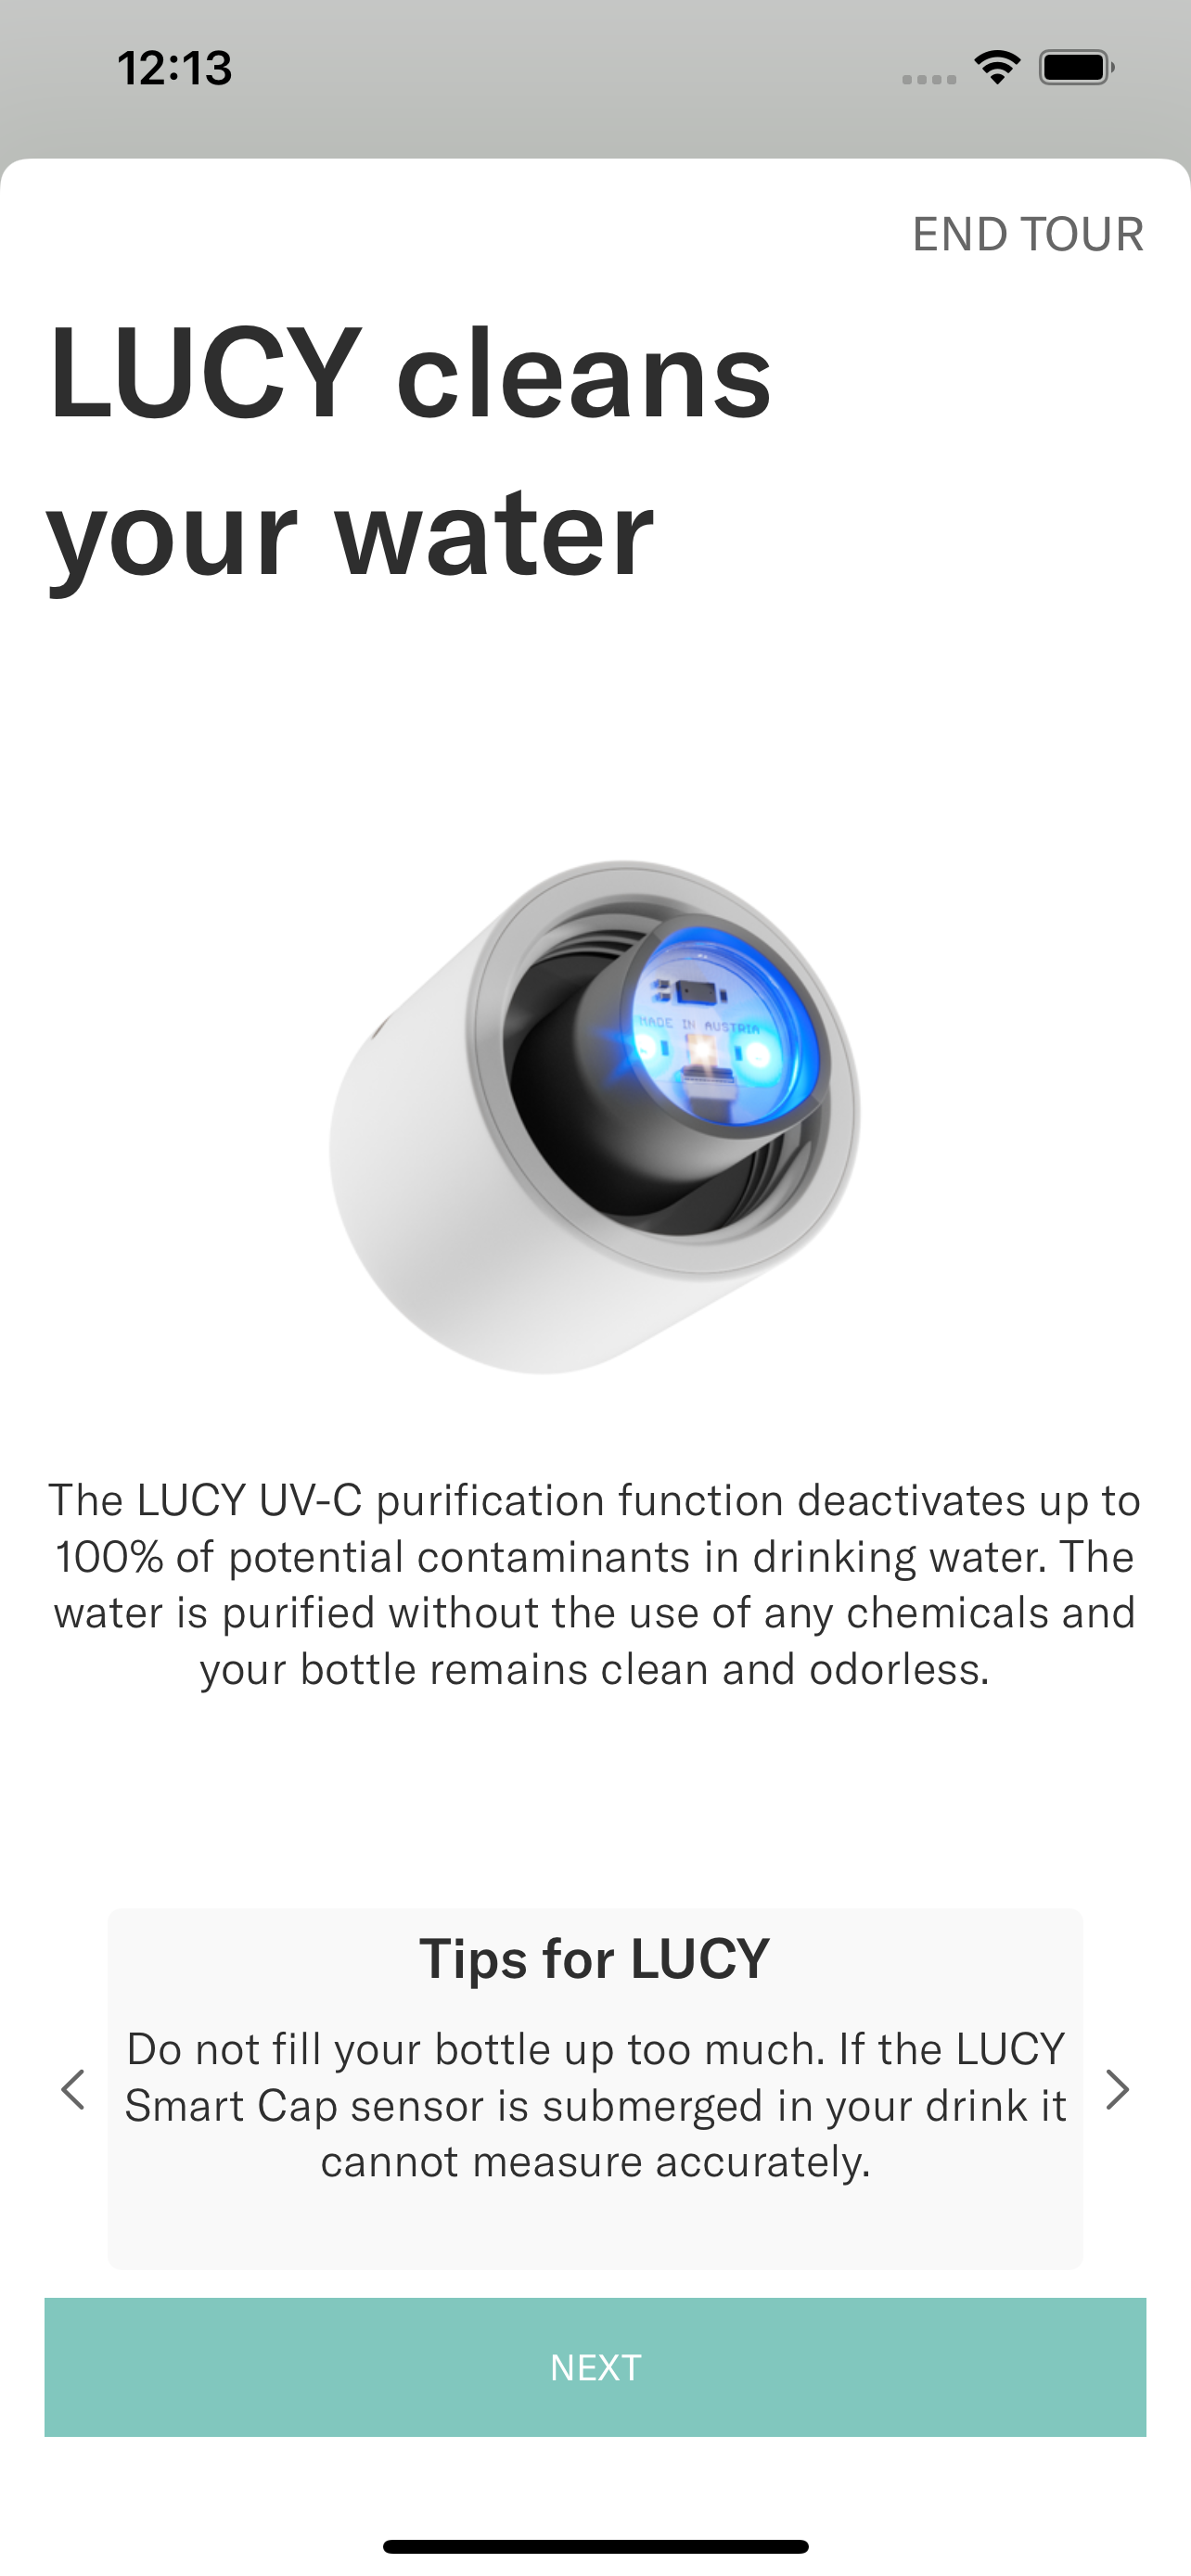 12:13
END TOUR
LUCY cleans
your water
MADE IN AUSTRIA
The LUCY UV-C purification function deactivates up to
100% of potential contaminants in drinking water. The
water is purified without the use of any chemicals and
your bottle remains clean and odorless.
Tips for LUCY
Do not fill your bottle up too much. If the LUCY
Smart Cap sensor is submerged in your drink it
cannot measure accurately.
NEXT